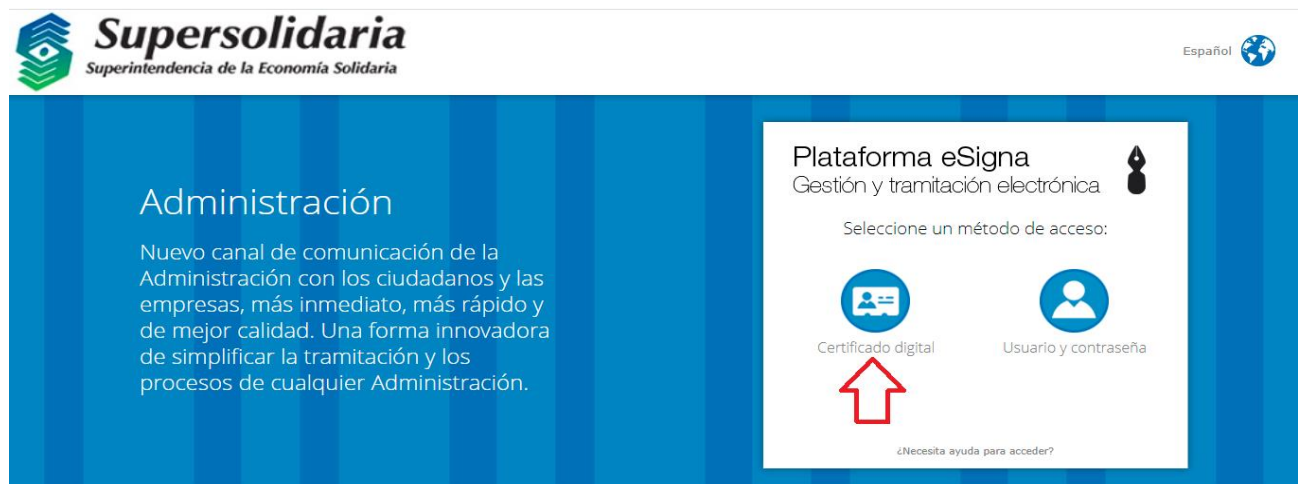 Supersolidaria
Superintendencia de la Economía Solidaria
Español
Administración
Nuevo canal de comunicación de la
Administración con los ciudadanos y las
empresas, más inmediato, más rápido y
de mejor calidad. Una forma innovadora
de simplificar la tramitación y los
procesos de cualquier Administración.
Plataforma eSigna
Gestión y tramitación electrónica
Seleccione un método de acceso:
Certificado digital
Usuario y contraseña
¿Necesita ayuda para acceder?